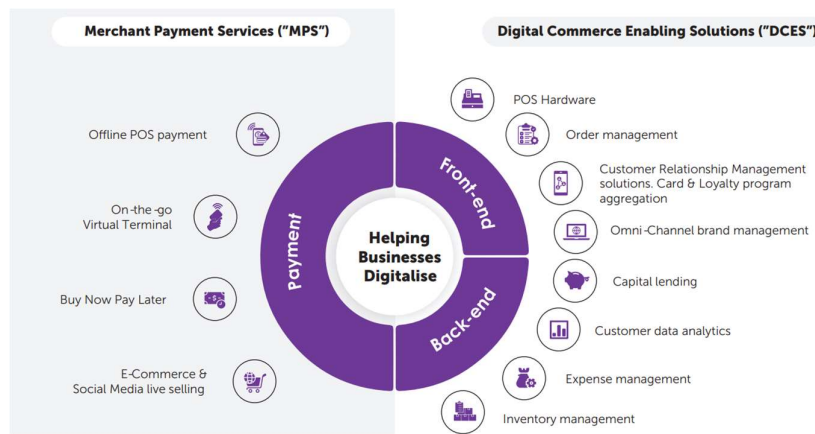 Merchant Payment Services ("MPS")
Digital Commerce Enabling Solutions ("DCES")
Offline POS payment
On-the-go
Virtual Terminal
Buy Now Pay Later
E-Commerce &
Social Media live selling
Payment
Front-end
Back-end
Helping
Businesses
Digitalise
POS Hardware
Order management
Customer Relationship Management
solutions. Card & Loyalty program
aggregation
Omni-Channel brand management
Capital lending
Customer data analytics
Expense management
Inventory management